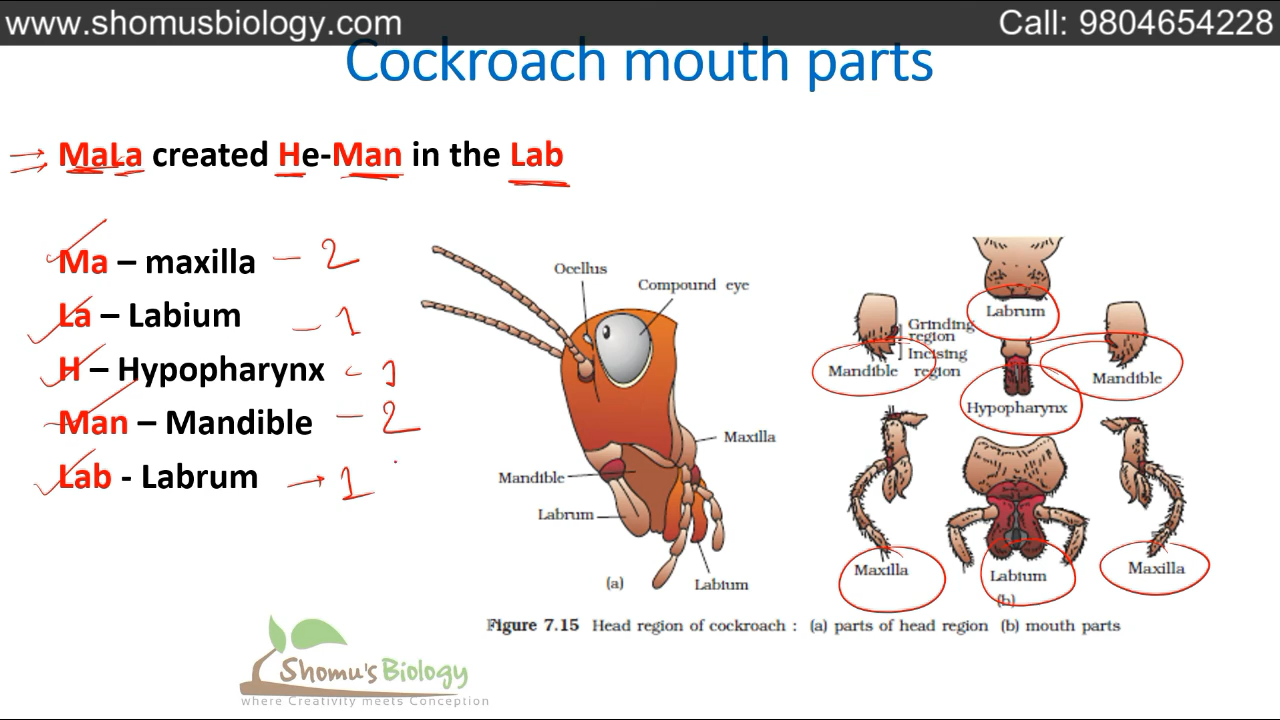 www.shomusbiology.com
Call: 9804654228
Cockroach mouth parts
MaLa created He-Man in the Lab
Ma – maxilla – 2
La – Labium – 1
H – Hypopharynx - 1
Man – Mandible – 2
Lab - Labrum → 1
Ocellus
Compound eye
Maxilla
Mandible
Labrum
Labium
(a)
Labrum
Grinding
region
Incising
region
Mandible
Mandible
Hypopharynx
Maxilla
Labium
Maxilla
(b)
Figure 7.15 Head region of cockroach : (a) parts of head region (b) mouth parts
Shomu's Biology
where Creativity meets Conception